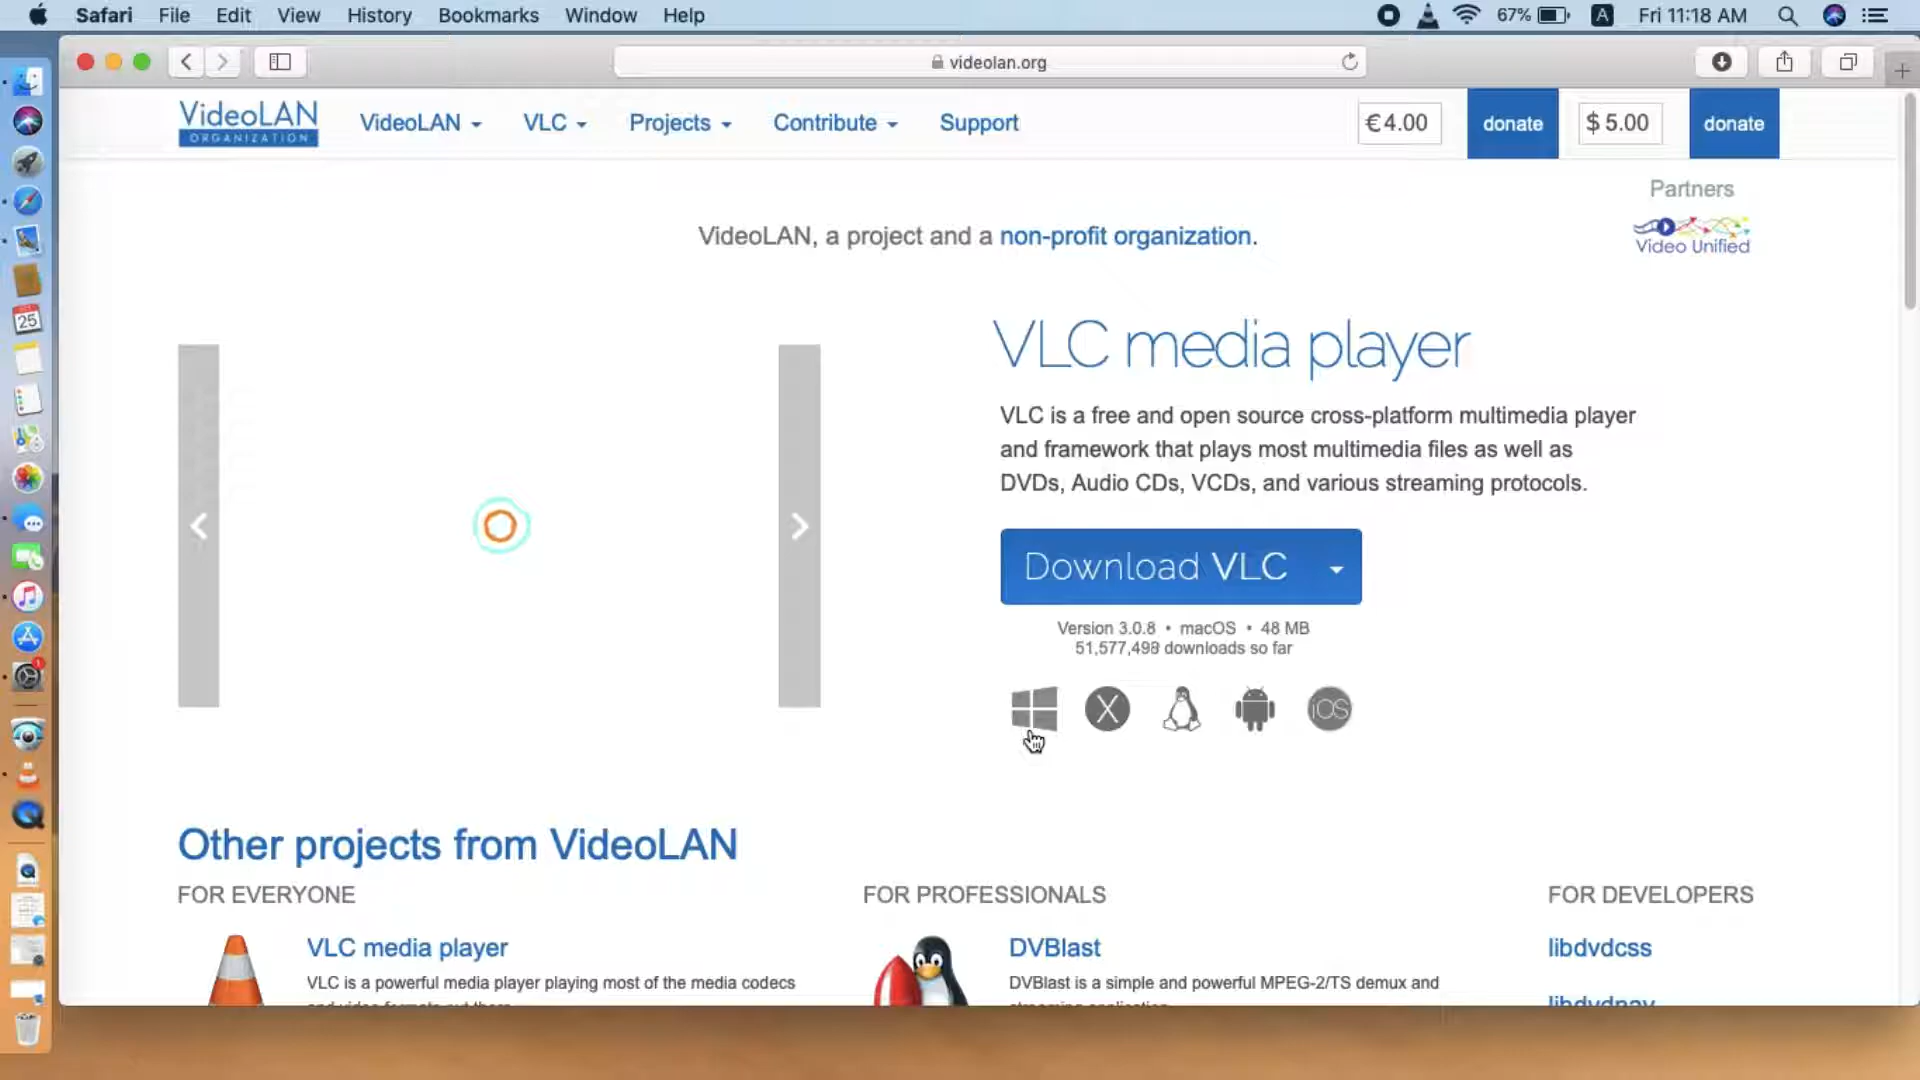 Safari File Edit View History Bookmarks Window Help
67% A Fri 11:18 AM
videolan.org
VideoLAN
ORGANIZATION
VideoLAN VLC Projects Contribute Support
€4.00 donate $ 5.00 donate
Partners
Video Unified
VideoLAN, a project and a non-profit organization.
25
VLC media player
VLC is a free and open source cross-platform multimedia player
and framework that plays most multimedia files as well as
DVDs, Audio CDs, VCDs, and various streaming protocols.
Download VLC
Version 3.0.8 • macOS • 48 MB
51,577,498 downloads so far
X
iOS
1
Other projects from VideoLAN
FOR EVERYONE
FOR PROFESSIONALS
FOR DEVELOPERS
VLC media player
DVBlast
libdvdcss
VLC is a powerful media player playing most of the media codecs
DVBlast is a simple and powerful MPEG-2/TS demux and
libdvdnav